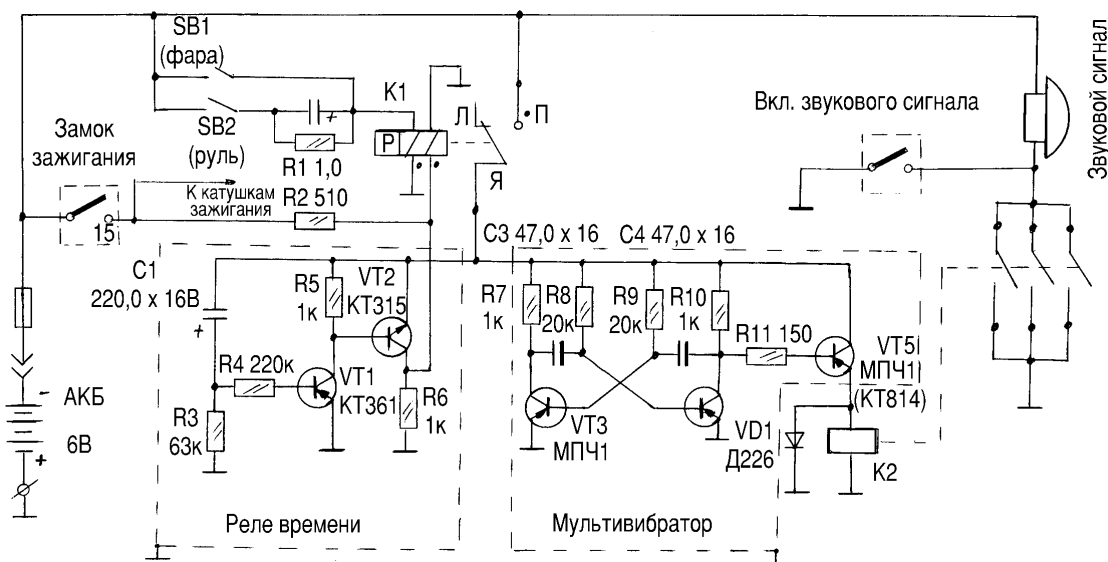 SB1
(фара)
K1
SB2
(руль)
+
R1 1,0
P
Л
П
Я
Замок
зажигания
15
К катушкам
зажигания
R2 510
Вкл. звукового сигнала
Звуковой сигнал
C1
220,0 x 16В
+
R5
1к
VT2
КТ315
R4 220к
VT1
КТ361
R3
63к
R6
1к
АКБ
6В
-
+
Реле времени
C3 47,0 x 16
C4 47,0 x 16
R7
1к
R8
20к
R9
20к
R10
1к
R11 150
VT5
МПЧ1
(КТ814)
VT3
МПЧ1
VD1
Д226
K2
Мультивибратор